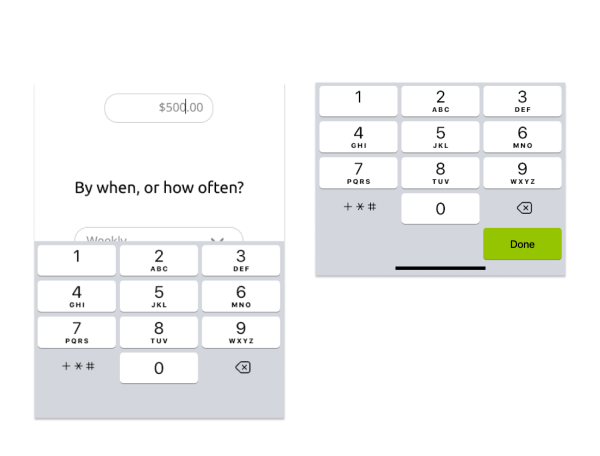 $500.00
By when, or how often?
Weekly
1 2 3
ABC DEF
4 5 6
GHI JKL MNO
7 8 9
PQRS TUV WXYZ
+*# 0
1 2 3
ABC DEF
4 5 6
GHI JKL MNO
7 8 9
PQRS TUV WXYZ
+*# 0
Done